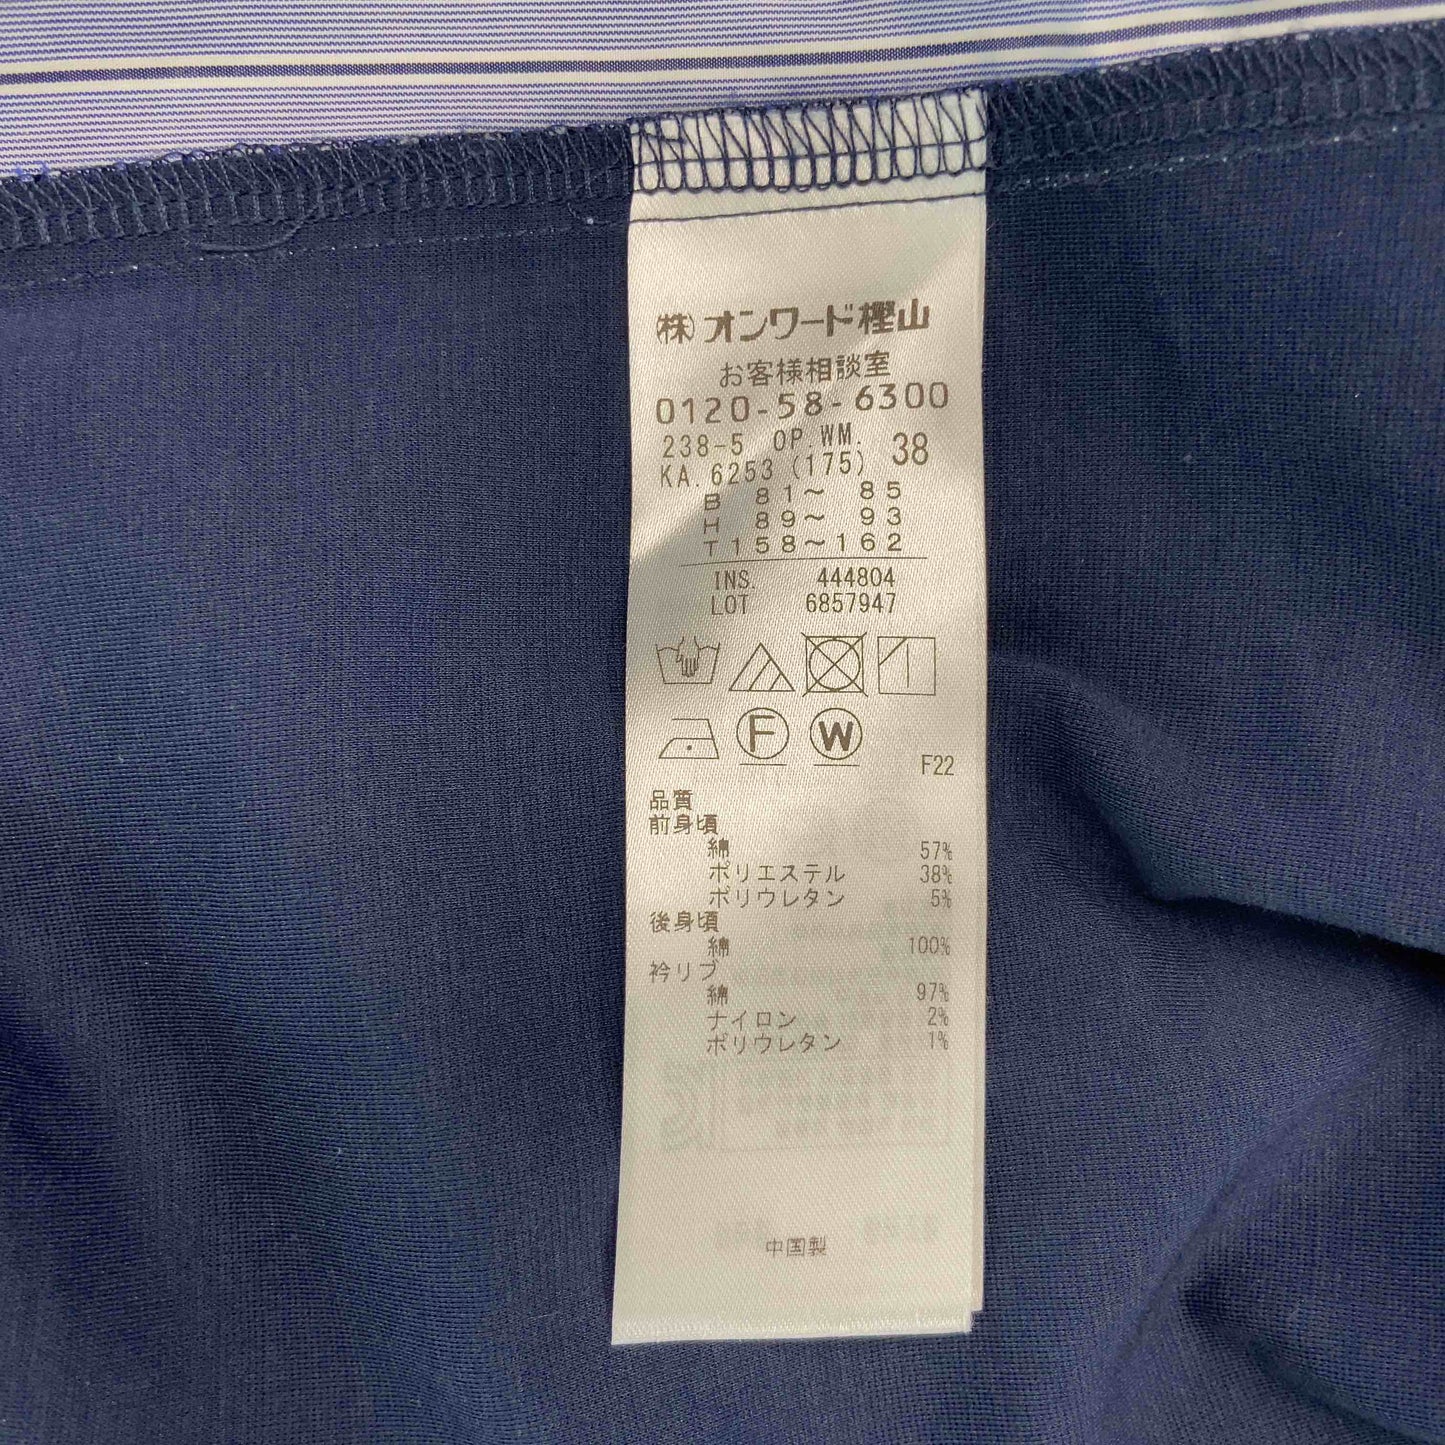 ㈱オンワード樫山
お客様相談室
0120-58-6300
238-5 OP.WM. 38
KA.6253 (175)
B 81～ 85
H 89～ 93
T158～162
INS. 444804
LOT 6857947
F W
F22
品質
前身頃
綿 57%
ポリエステル 38%
ポリウレタン 5%
後身頃
綿 100%
衿リブ
綿 97%
ナイロン 2%
ポリウレタン 1%
中国製